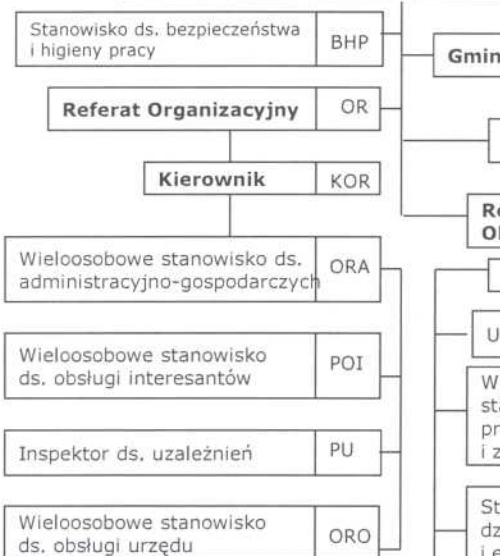 Stanowisko ds. bezpieczeństwa
i higieny pracy
BHP
Referat Organizacyjny
OR
Kierownik
KOR
Wieloosobowe stanowisko ds.
administracyjno-gospodarczych
ORA
Wieloosobowe stanowisko
ds. obsługi interesantów
POI
Inspektor ds. uzależnień
PU
Wieloosobowe stanowisko
ds. obsługi urzędu
ORO